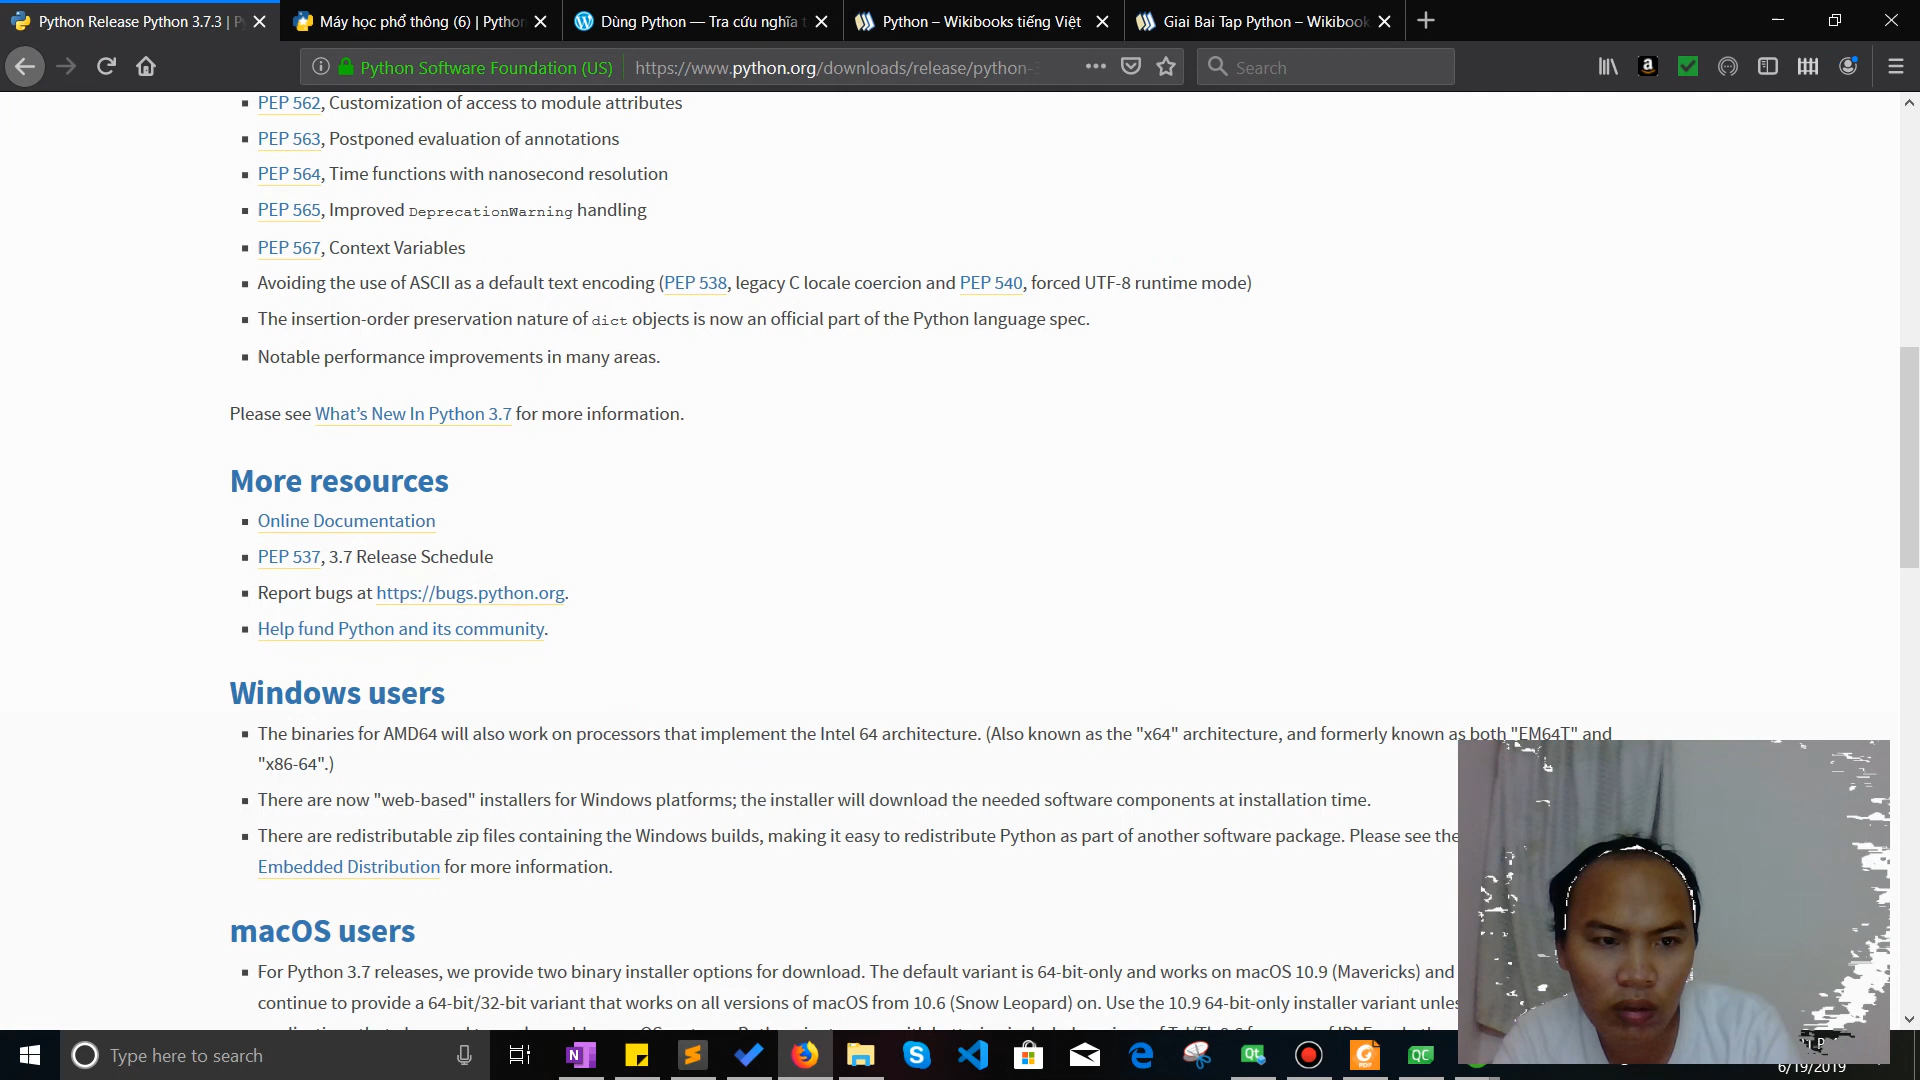 Python Release Python 3.7.3 | P
Máy học phổ thông (6) | Python
Dùng Python — Tra cứu nghĩa t
Python – Wikibooks tiếng Việt
Giai Bai Tap Python – Wikibook
Python Software Foundation (US)
https://www.python.org/downloads/release/python-3
Search
PEP 562, Customization of access to module attributes
PEP 563, Postponed evaluation of annotations
PEP 564, Time functions with nanosecond resolution
PEP 565, Improved DeprecationWarning handling
PEP 567, Context Variables
Avoiding the use of ASCII as a default text encoding (PEP 538, legacy C locale coercion and PEP 540, forced UTF-8 runtime mode)
The insertion-order preservation nature of dict objects is now an official part of the Python language spec.
Notable performance improvements in many areas.
Please see What’s New In Python 3.7 for more information.
More resources
Online Documentation
PEP 537, 3.7 Release Schedule
Report bugs at https://bugs.python.org.
Help fund Python and its community.
Windows users
The binaries for AMD64 will also work on processors that implement the Intel 64 architecture. (Also known as the "x64" architecture, and formerly known as both "EM64T" and
"x86-64".)
There are now "web-based" installers for Windows platforms; the installer will download the needed software components at installation time.
There are redistributable zip files containing the Windows builds, making it easy to redistribute Python as part of another software package. Please see the
Embedded Distribution for more information.
macOS users
For Python 3.7 releases, we provide two binary installer options for download. The default variant is 64-bit-only and works on macOS 10.9 (Mavericks) and
continue to provide a 64-bit/32-bit variant that works on all versions of macOS from 10.6 (Snow Leopard) on. Use the 10.9 64-bit-only installer variant
Type here to search
6/19/2019